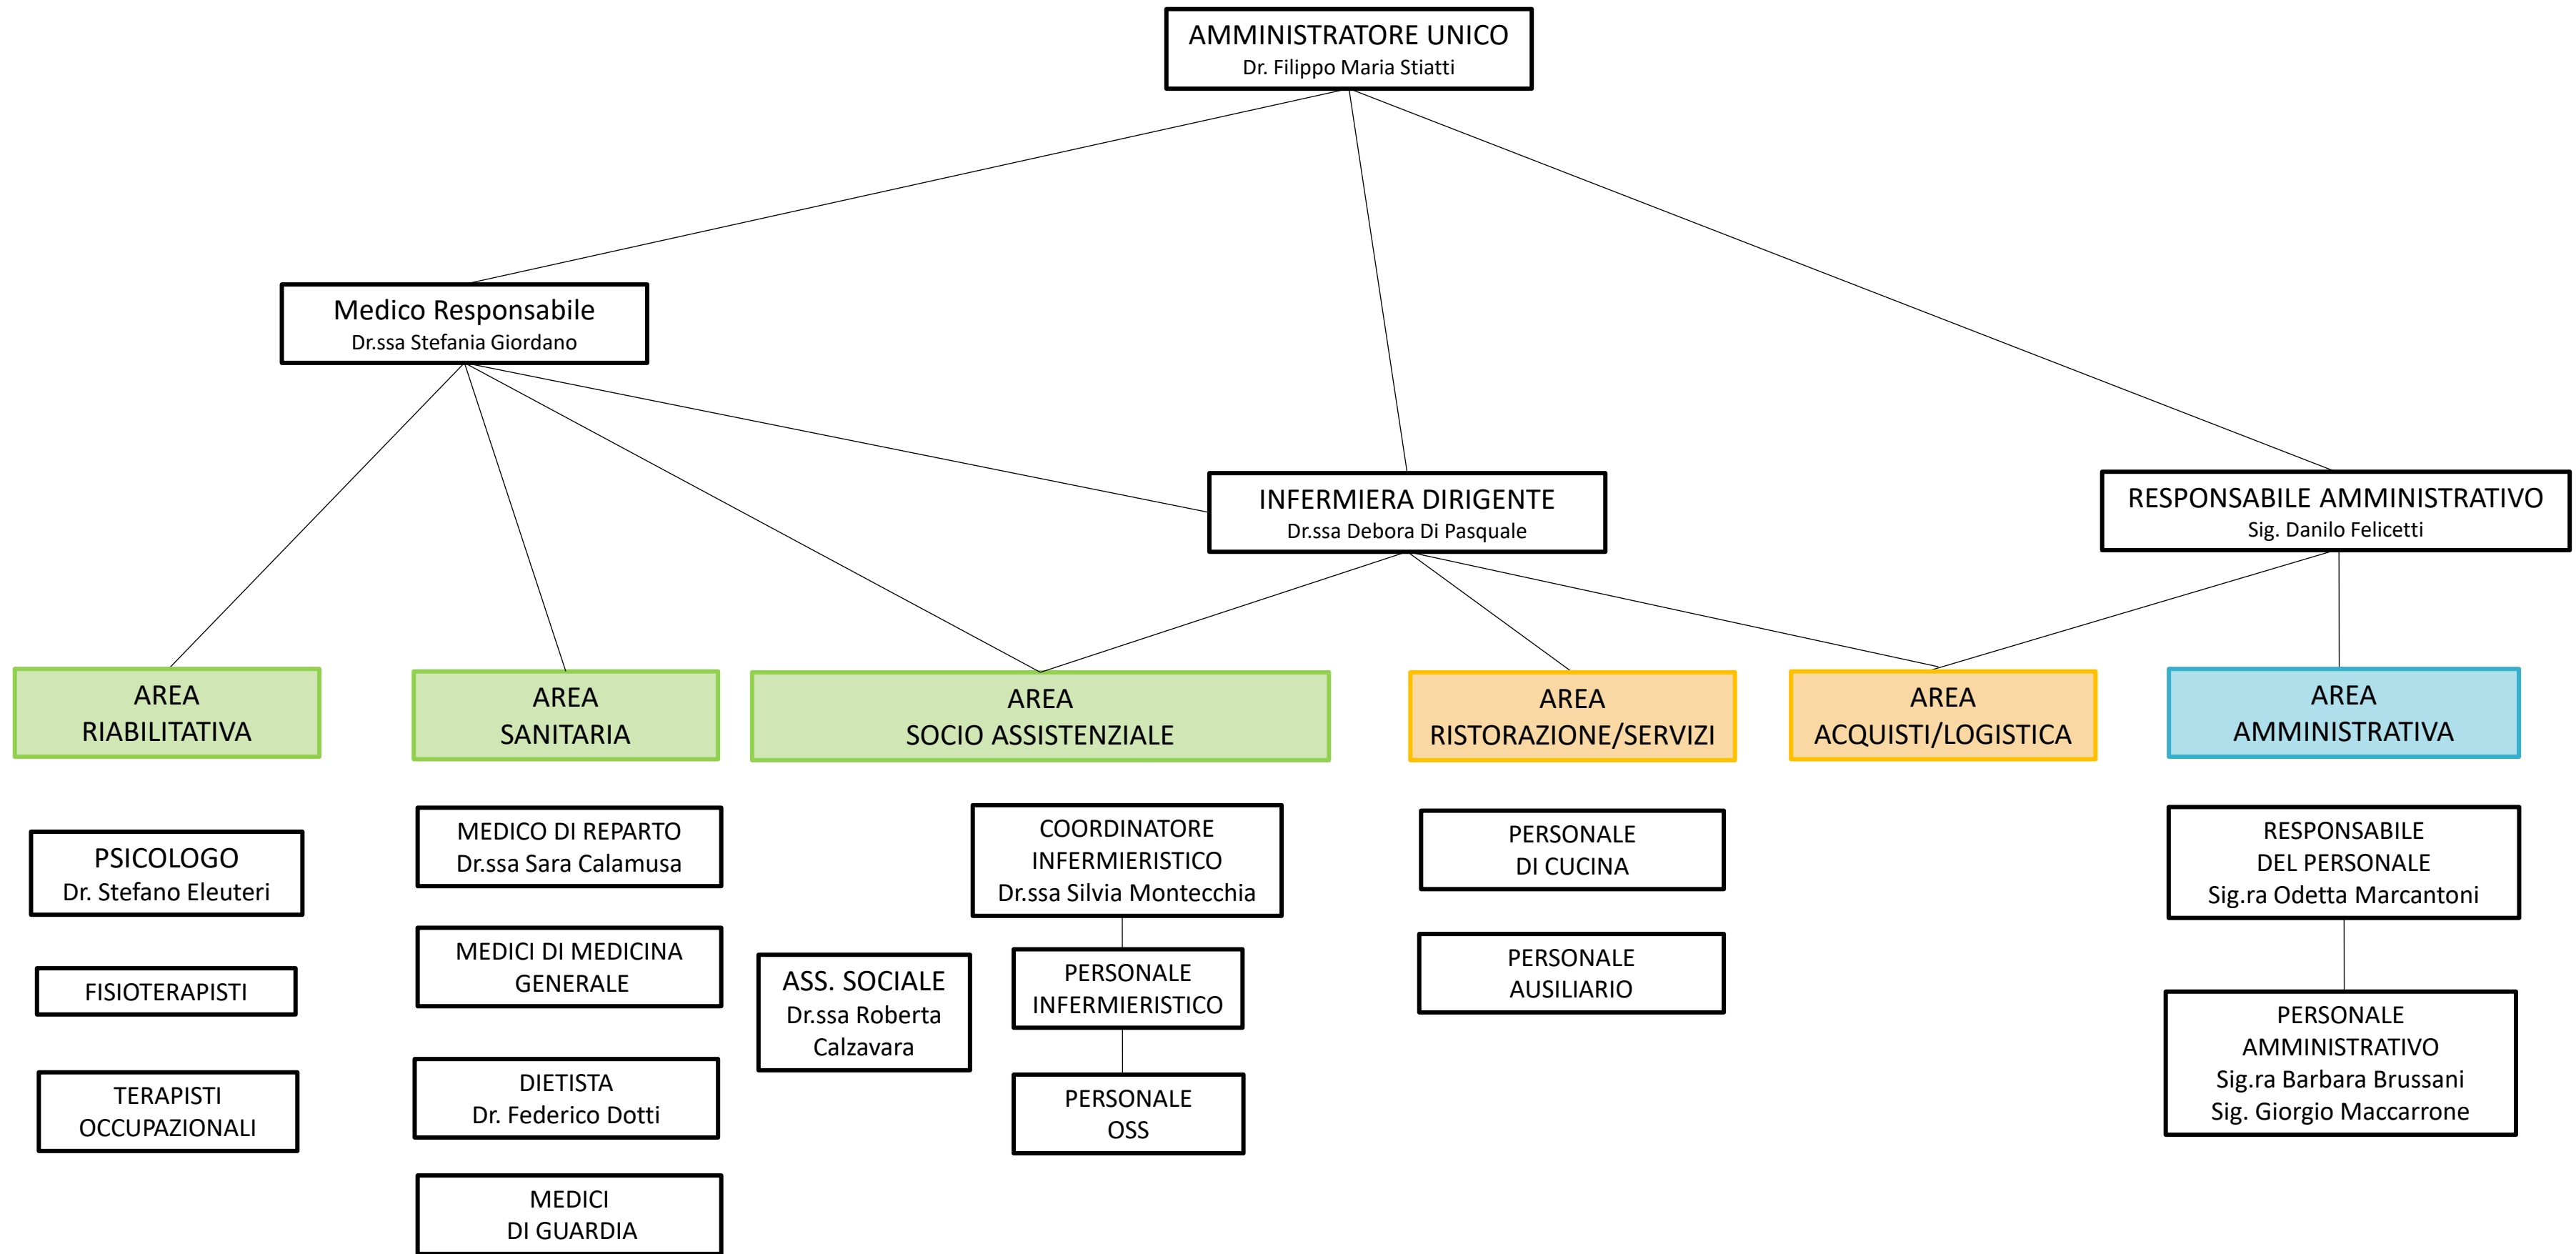 AMMINISTRATORE UNICO
Dr. Filippo Maria Stiatti
Medico Responsabile
Dr.ssa Stefania Giordano
INFERMIERA DIRIGENTE
Dr.ssa Debora Di Pasquale
RESPONSABILE AMMINISTRATIVO
Sig. Danilo Felicetti
AREA
RIABILITATIVA
AREA
SANITARIA
AREA
SOCIO ASSISTENZIALE
AREA
RISTORAZIONE/SERVIZI
AREA
ACQUISTI/LOGISTICA
AREA
AMMINISTRATIVA
PSICOLOGO
Dr. Stefano Eleuteri
FISIOTERAPISTI
TERAPISTI
OCCUPAZIONALI
MEDICO DI REPARTO
Dr.ssa Sara Calamusa
MEDICI DI MEDICINA
GENERALE
DIETISTA
Dr. Federico Dotti
MEDICI
DI GUARDIA
ASS. SOCIALE
Dr.ssa Roberta
Calzavara
COORDINATORE
INFERMIERISTICO
Dr.ssa Silvia Montecchia
PERSONALE
INFERMIERISTICO
PERSONALE
OSS
PERSONALE
DI CUCINA
PERSONALE
AUSILIARIO
RESPONSABILE
DEL PERSONALE
Sig.ra Odetta Marcantoni
PERSONALE
AMMINISTRATIVO
Sig.ra Barbara Brussani
Sig. Giorgio Maccarrone